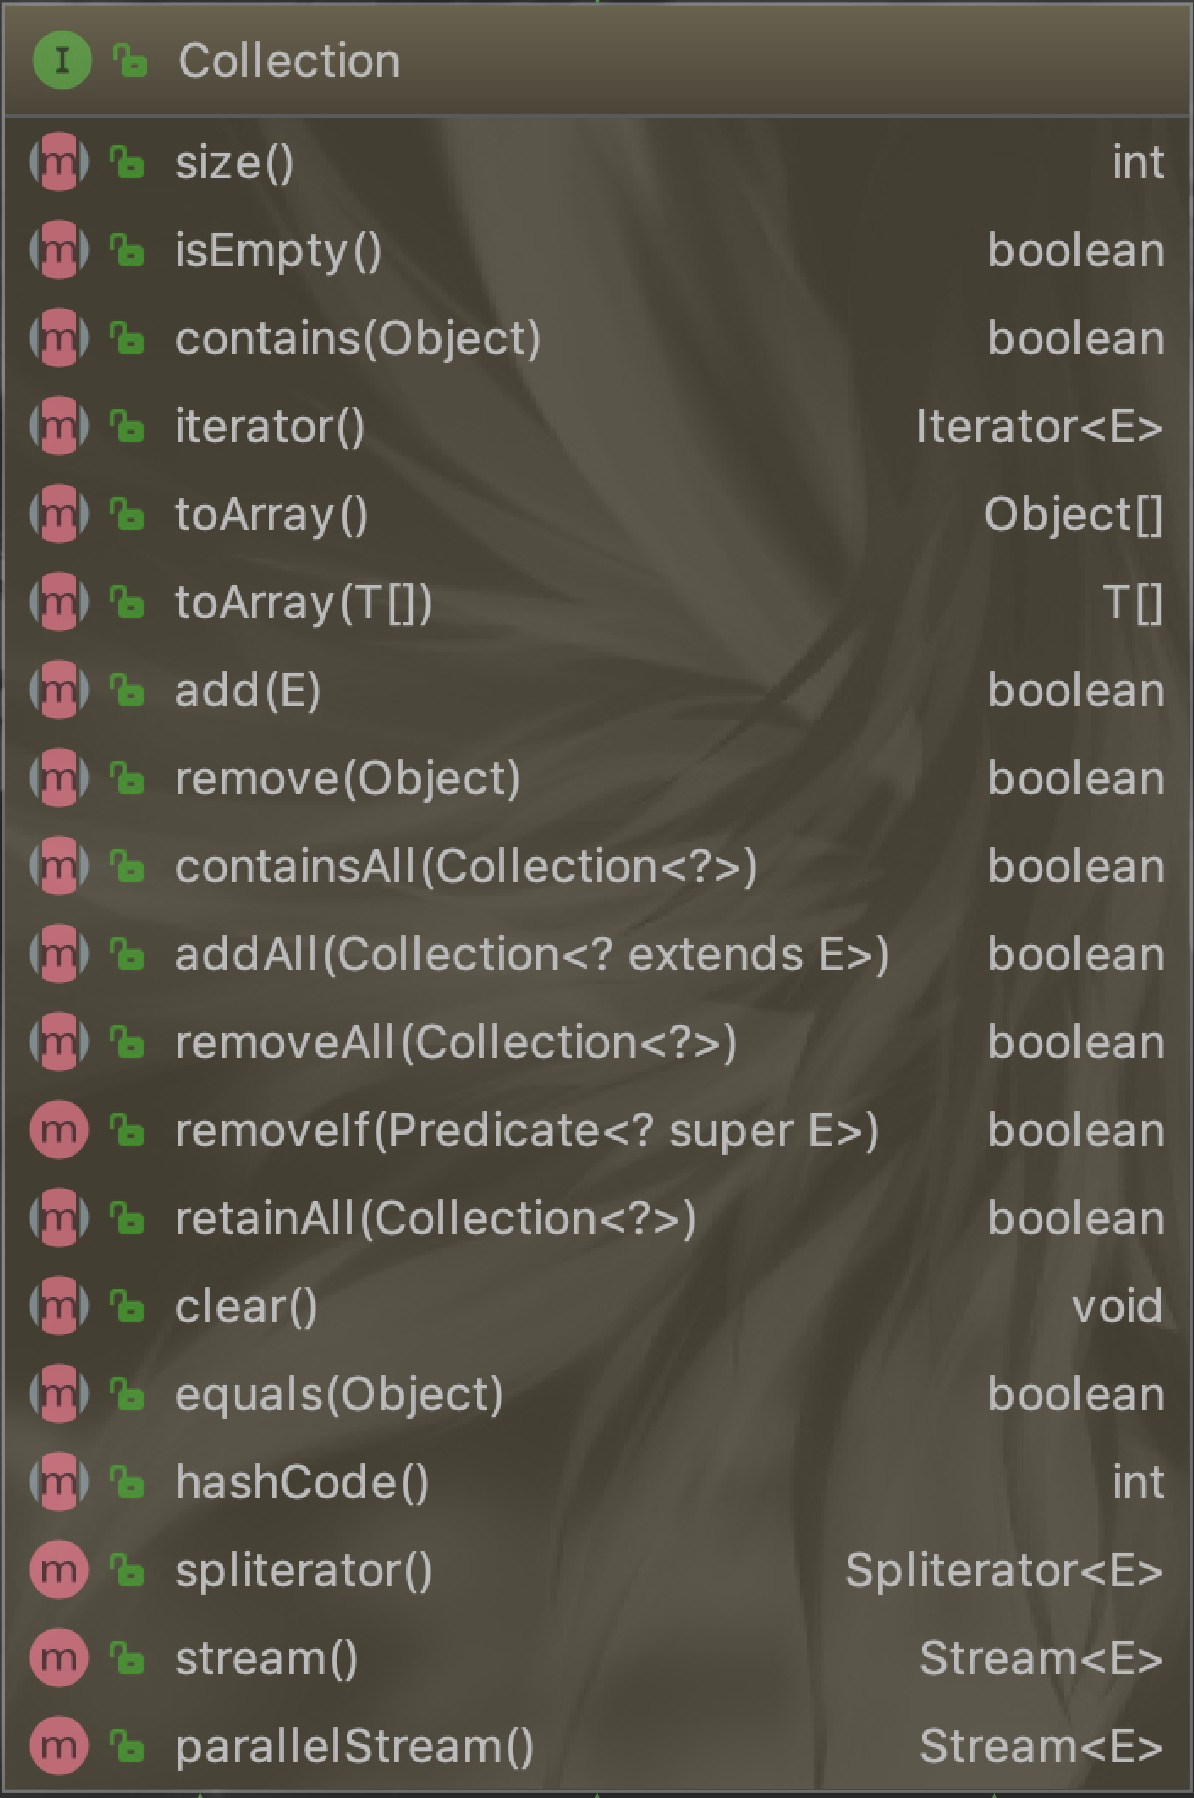 I Collection
m size() int
m isEmpty() boolean
m contains(Object) boolean
m iterator() Iterator<E>
m toArray() Object[]
m toArray(T[]) T[]
m add(E) boolean
m remove(Object) boolean
m containsAll(Collection<?>) boolean
m addAll(Collection<? extends E>) boolean
m removeAll(Collection<?>) boolean
m removeIf(Predicate<? super E>) boolean
m retainAll(Collection<?>) boolean
m clear() void
m equals(Object) boolean
m hashCode() int
m spliterator() Spliterator<E>
m stream() Stream<E>
m parallelStream() Stream<E>